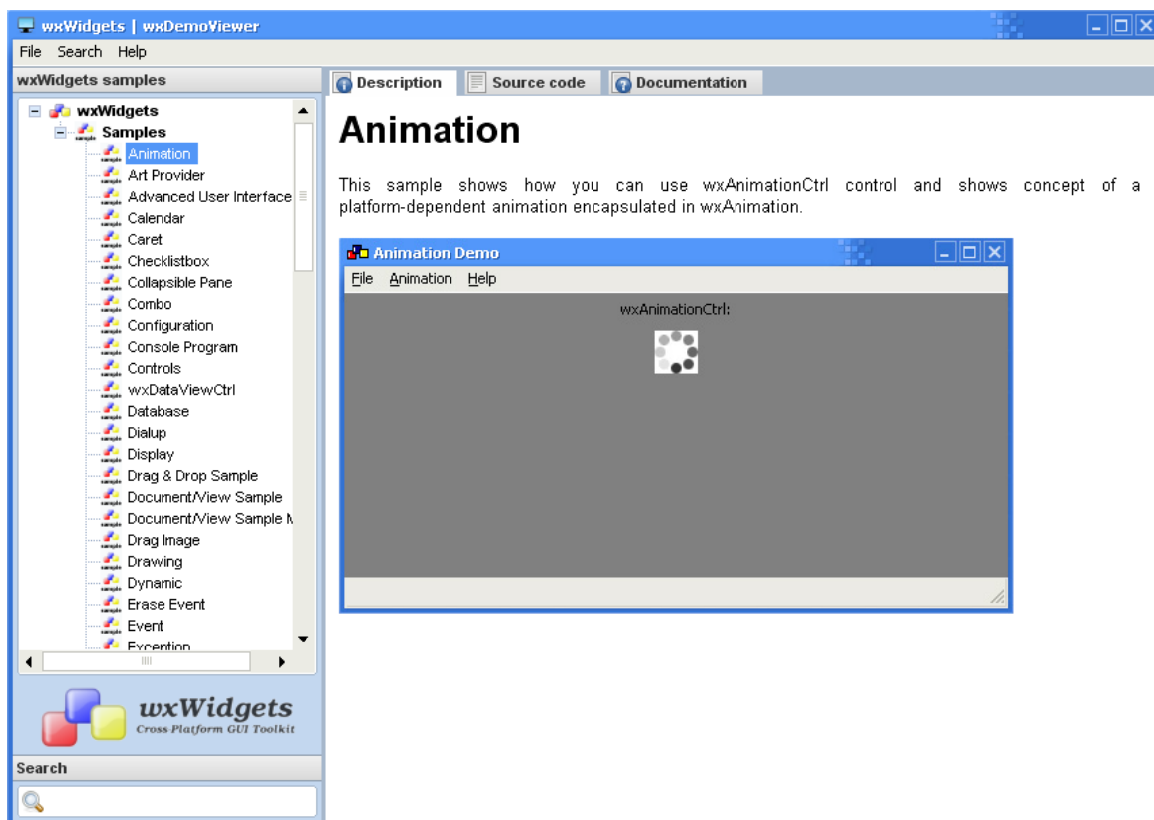 wxWidgets | wxDemoViewer
File Search Help
wxWidgets samples
wxWidgets
Samples
Animation
Art Provider
Advanced User Interface
Calendar
Caret
Checklistbox
Collapsible Pane
Combo
Configuration
Console Program
Controls
wxDataViewCtrl
Database
Dialup
Display
Drag & Drop Sample
Document/View Sample
Document/View Sample M
Drag Image
Drawing
Dynamic
Erase Event
Event
Exception
wxWidgets
Cross-Platform GUI Toolkit
Search
Description Source code Documentation
Animation
This sample shows how you can use wxAnimationCtrl control and shows concept of a
platform-dependent animation encapsulated in wxAnimation.
Animation Demo
File Animation Help
wxAnimationCtrl: